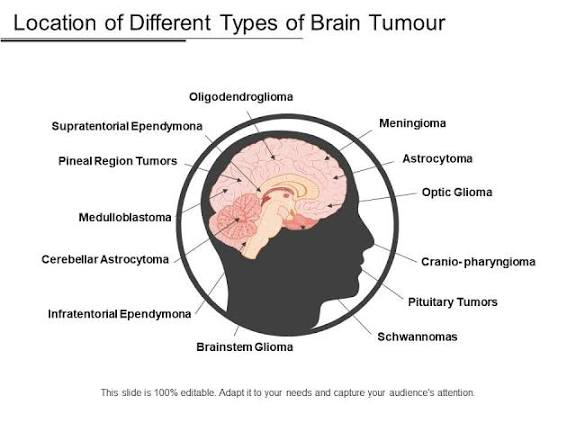 Location of Different Types of Brain Tumour
Oligodendroglioma
Supratentorial Ependymona
Pineal Region Tumors
Medulloblastoma
Cerebellar Astrocytoma
Infratentorial Ependymona
Brainstem Glioma
Meningioma
Astrocytoma
Optic Glioma
Cranio- pharyngioma
Pituitary Tumors
Schwannomas
This slide is 100% editable. Adapt it to your needs and capture your audience's attention.